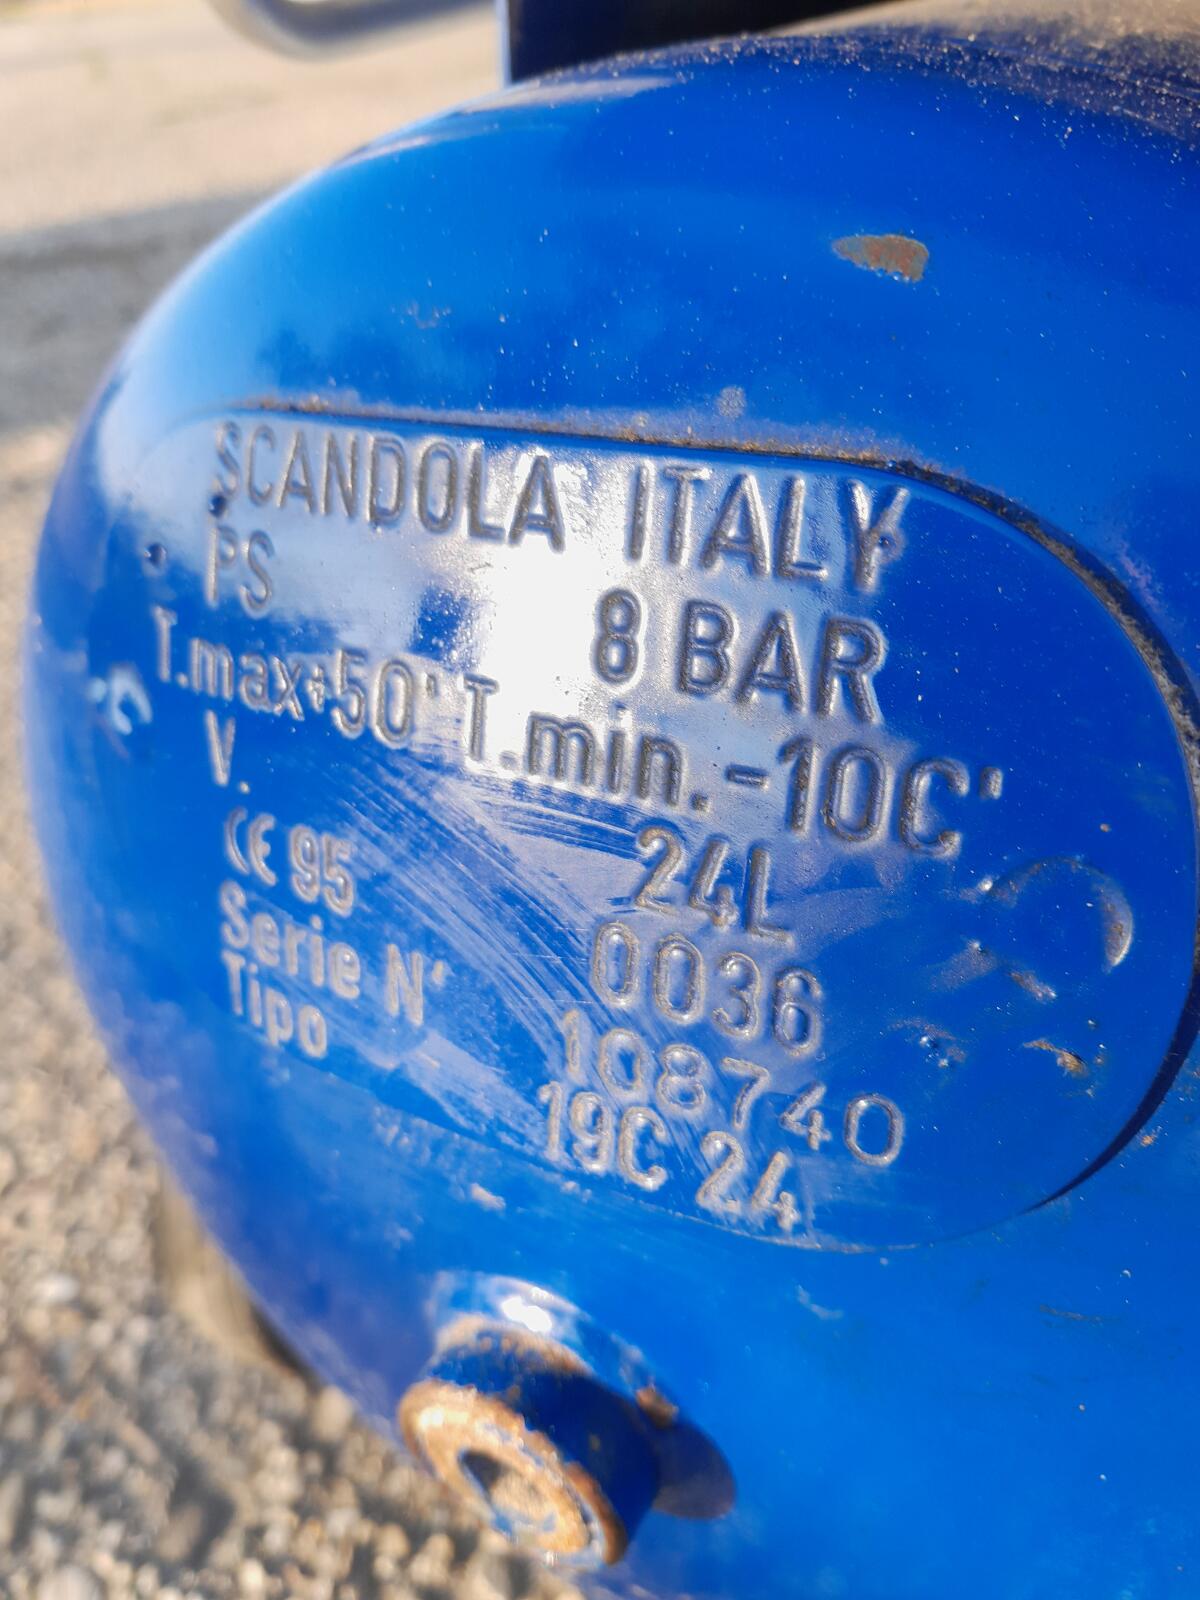 SCANDOLA ITALY
PS 8 BAR
T.max+50' T.min.-10C'
V. 24L
CE 95 0036
Serie N' 108740
Tipo 19C 24